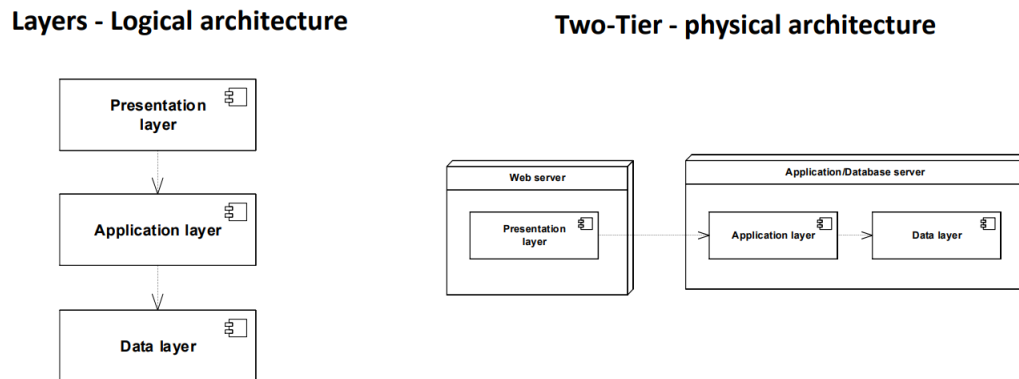 Layers - Logical architecture
Two-Tier - physical architecture
Presentation
layer
Application layer
Data layer
Web server
Presentation
layer
Application/Database server
Application layer
Data layer